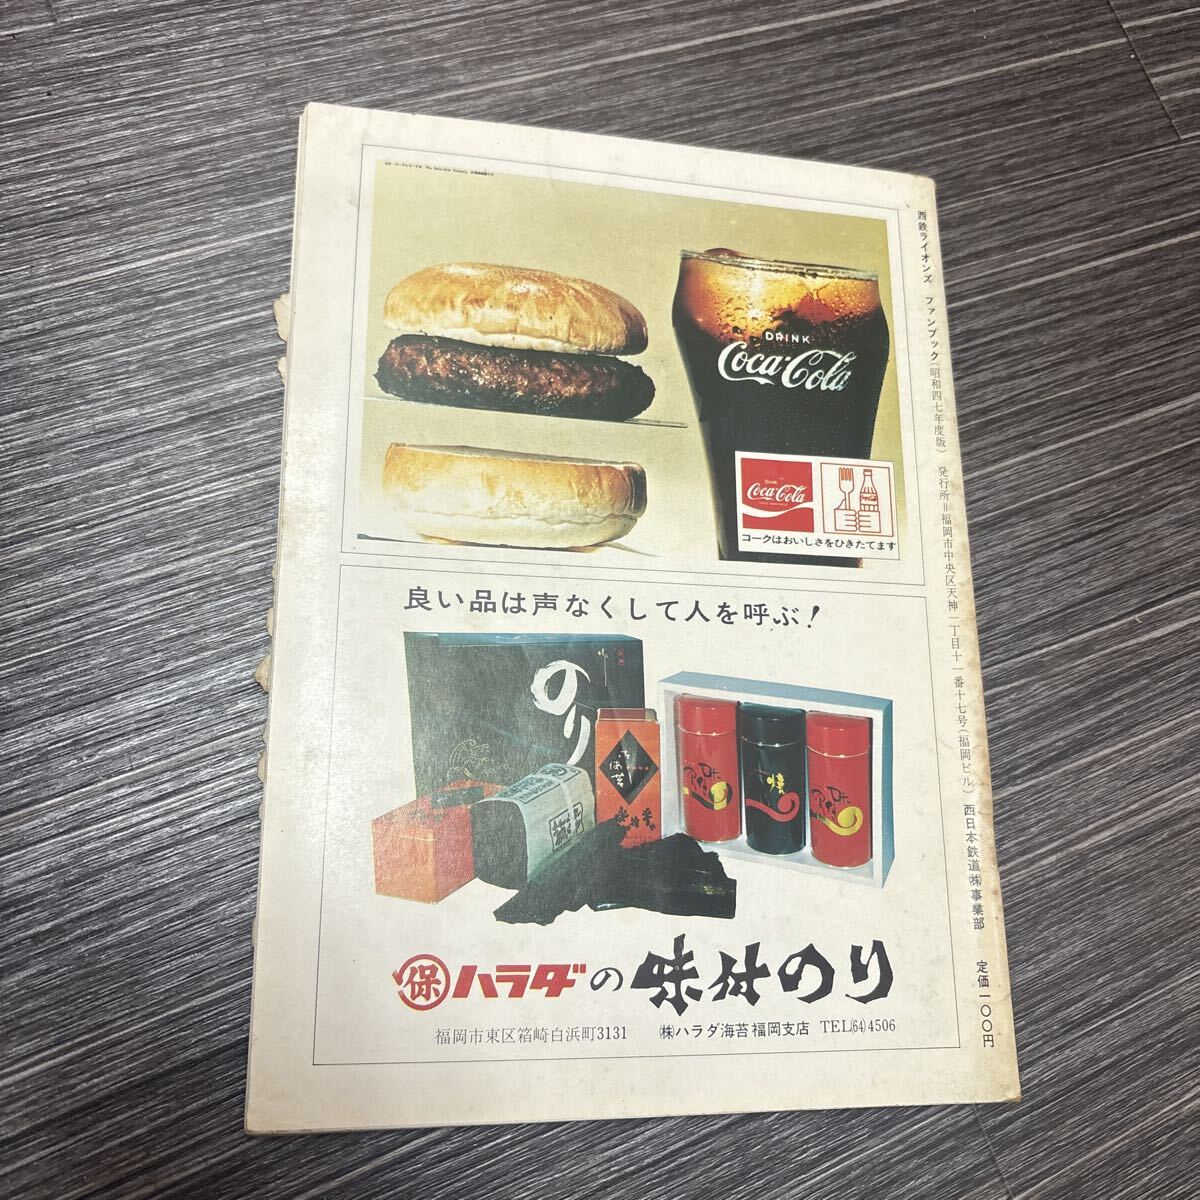 DRINK
Coca-Cola
Drink
Coca-Cola
コークはおいしさをひきたてます
良い品は声なくして人を呼ぶ!
のり
味
焼
味
保 ハラダの味付のり
福岡市東区箱崎白浜町3131 ㈱ハラダ海苔福岡支店 TEL(64)4506
西鉄ライオンズ ファンブック(昭和四七年度版) 発行所=福岡市中央区天神一丁目十一番十七号(福岡ビル) 西日本鉄道㈱事業部 定価一〇〇円